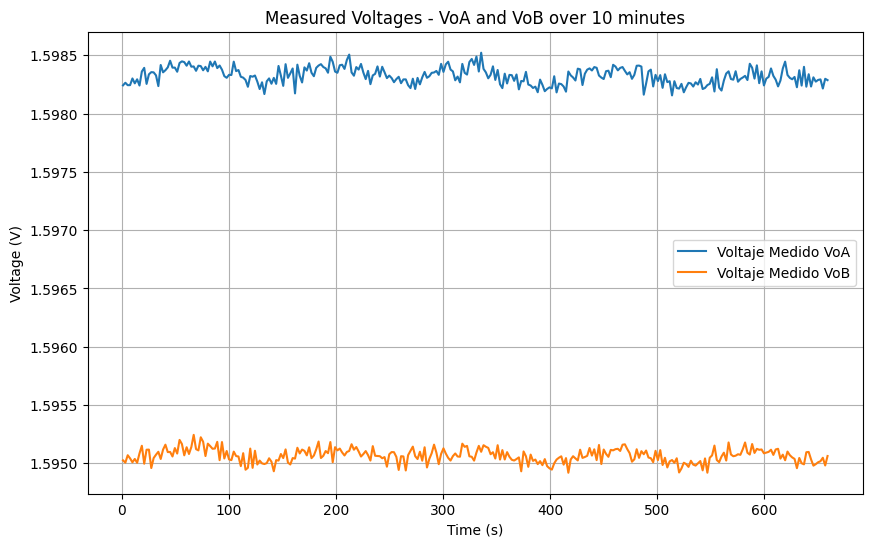 Measured Voltages - VoA and VoB over 10 minutes
Voltage (V)
1.5985
1.5980
1.5975
1.5970
1.5965
1.5960
1.5955
1.5950
Voltaje Medido VoA
Voltaje Medido VoB
0 100 200 300 400 500 600
Time (s)